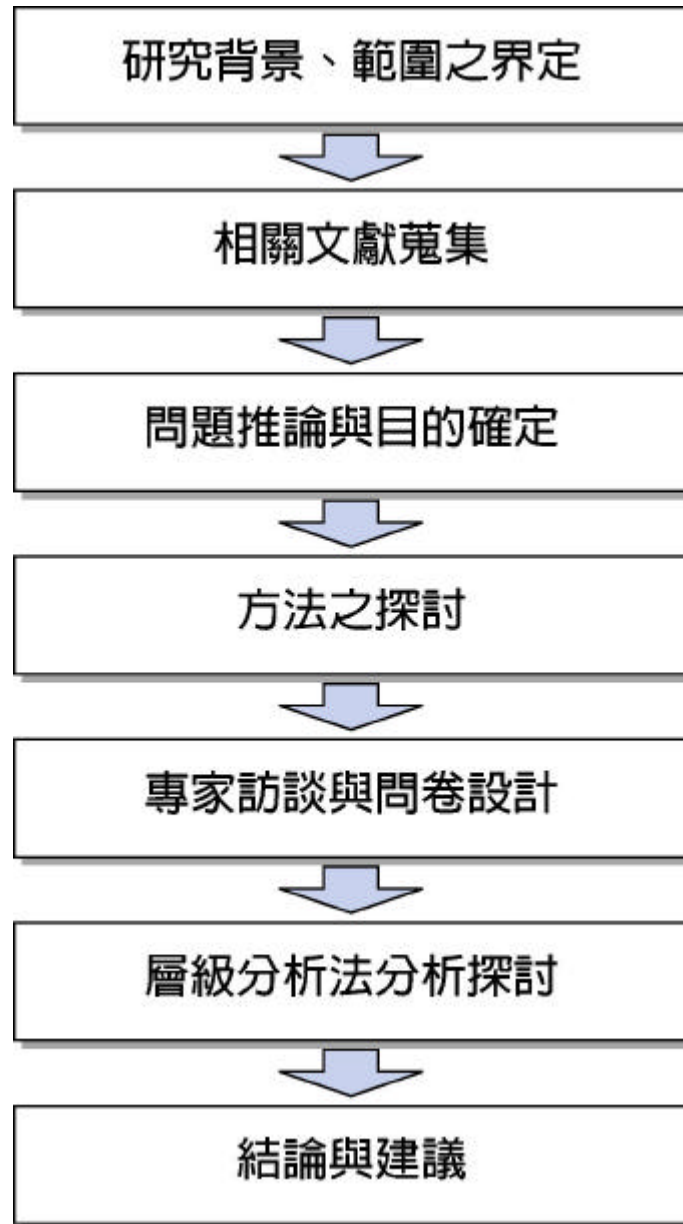 研究背景、範圍之界定
相關文獻蒐集
問題推論與目的確定
方法之探討
專家訪談與問卷設計
層級分析法分析探討
結論與建議